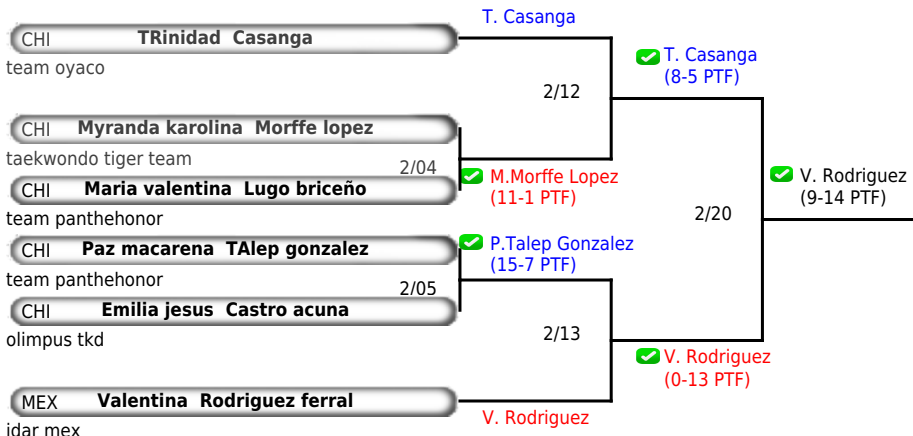 T. Casanga
CHI TRinidad Casanga
team oyaco
T. Casanga
(8-5 PTF)
2/12
CHI Myranda karolina Morffe lopez
taekwondo tiger team
2/04
M.Morffe Lopez
(11-1 PTF)
CHI Maria valentina Lugo briceño
team panthehonor
V. Rodriguez
(9-14 PTF)
2/20
CHI Paz macarena TAlep gonzalez
team panthehonor
P.Talep Gonzalez
(15-7 PTF)
2/05
CHI Emilia jesus Castro acuna
olimpus tkd
2/13
V. Rodriguez
(0-13 PTF)
MEX Valentina Rodriguez ferral
idar mex
V. Rodriguez